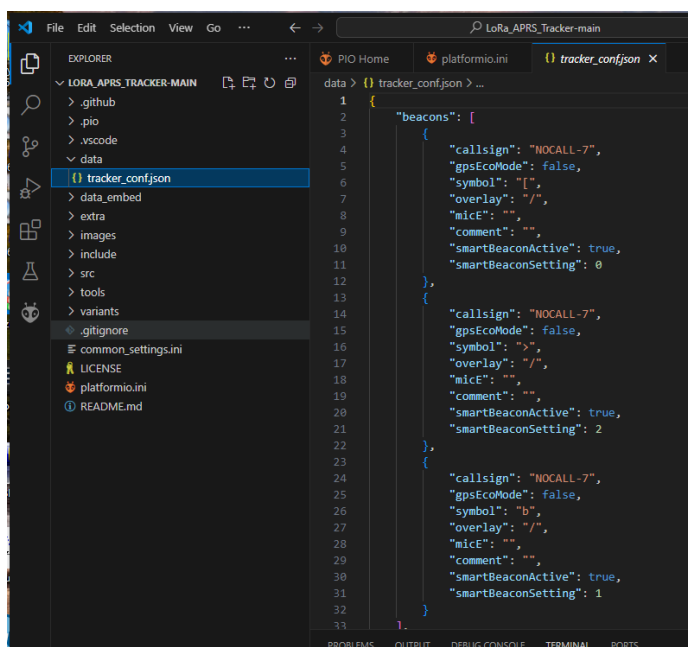 File Edit Selection View Go ··· ← → LoRa_APRS_Tracker-main
EXPLORER ···
LORA_APRS_TRACKER-MAIN
> .github
> .pio
> .vscode
data
{} tracker_conf.json
> data_embed
> extra
> images
> include
> src
> tools
> variants
.gitignore
common_settings.ini
LICENSE
platformio.ini
README.md
PIO Home platformio.ini {} tracker_conf.json ×
data > {} tracker_conf.json > ...
1 {
2 "beacons": [
3 {
4 "callsign": "NOCALL-7",
5 "gpsEcoMode": false,
6 "symbol": "[",
7 "overlay": "/",
8 "micE": "",
9 "comment": "",
10 "smartBeaconActive": true,
11 "smartBeaconSetting": 0
12 },
13 {
14 "callsign": "NOCALL-7",
15 "gpsEcoMode": false,
16 "symbol": ">",
17 "overlay": "/",
18 "micE": "",
19 "comment": "",
20 "smartBeaconActive": true,
21 "smartBeaconSetting": 2
22 },
23 {
24 "callsign": "NOCALL-7",
25 "gpsEcoMode": false,
26 "symbol": "b",
27 "overlay": "/",
28 "micE": "",
29 "comment": "",
30 "smartBeaconActive": true,
31 "smartBeaconSetting": 1
32 }
33 ],
PROBLEMS OUTPUT DEBUG CONSOLE TERMINAL PORTS